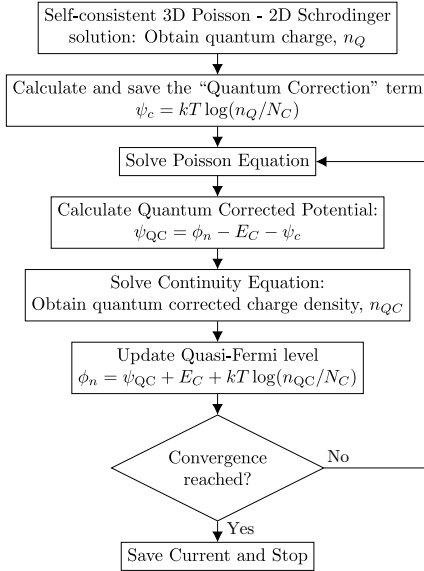 Self-consistent 3D Poisson - 2D Schrodinger
solution: Obtain quantum charge, n_Q
Calculate and save the “Quantum Correction” term
ψ_c = kT log(n_Q/N_C)
Solve Poisson Equation
Calculate Quantum Corrected Potential:
ψ_QC = ϕ_n − E_C − ψ_c
Solve Continuity Equation:
Obtain quantum corrected charge density, n_QC
Update Quasi-Fermi level
ϕ_n = ψ_QC + E_C + kT log(n_QC/N_C)
Convergence
reached?
No
Yes
Save Current and Stop